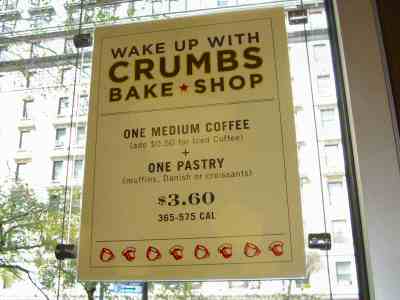 WAKE UP WITH
CRUMBS
BAKE ★ SHOP
ONE MEDIUM COFFEE
(add $0.50 for Iced Coffee)
+
ONE PASTRY
(muffins, Danish or croissants)
$3.60
365-575 CAL